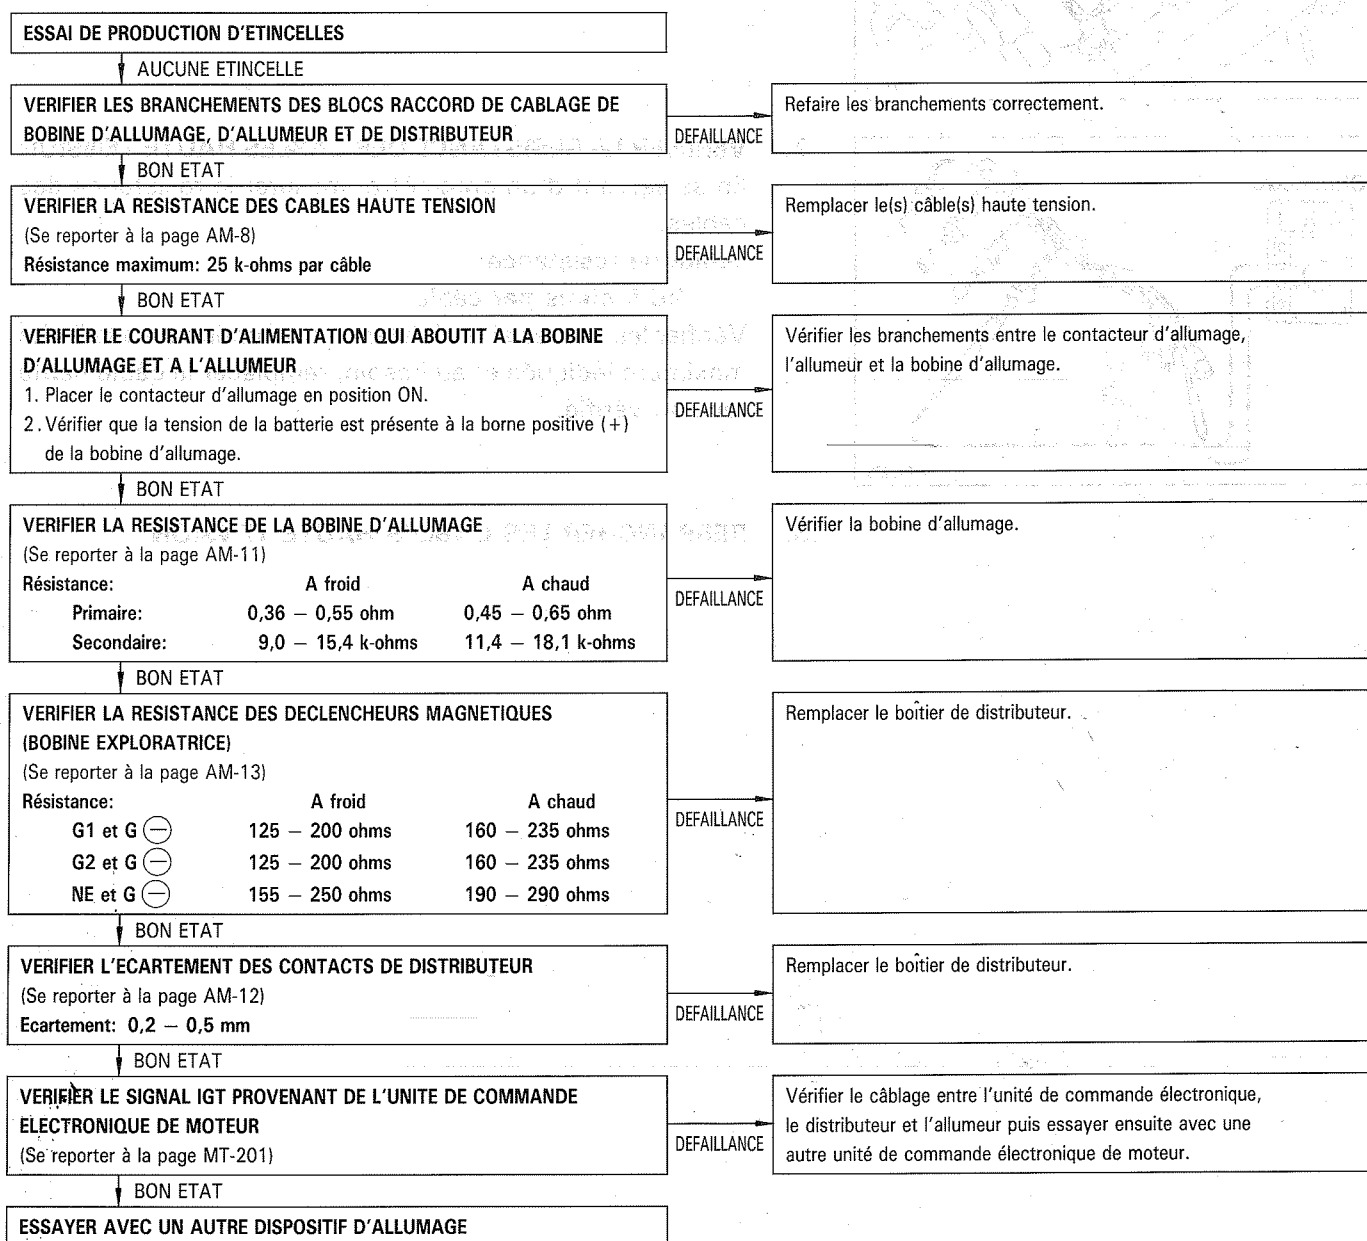 ESSAI DE PRODUCTION D'ETINCELLES
AUCUNE ETINCELLE
VERIFIER LES BRANCHEMENTS DES BLOCS RACCORD DE CABLAGE DE
BOBINE D'ALLUMAGE, D'ALLUMEUR ET DE DISTRIBUTEUR
DEFAILLANCE
Refaire les branchements correctement.
BON ETAT
VERIFIER LA RESISTANCE DES CABLES HAUTE TENSION
(Se reporter à la page AM-8)
Résistance maximum: 25 k-ohms par câble
DEFAILLANCE
Remplacer le(s) câble(s) haute tension.
BON ETAT
VERIFIER LE COURANT D'ALIMENTATION QUI ABOUTIT A LA BOBINE
D'ALLUMAGE ET A L'ALLUMEUR
1. Placer le contacteur d'allumage en position ON.
2. Vérifier que la tension de la batterie est présente à la borne positive (+)
de la bobine d'allumage.
DEFAILLANCE
Vérifier les branchements entre le contacteur d'allumage,
l'allumeur et la bobine d'allumage.
BON ETAT
VERIFIER LA RESISTANCE DE LA BOBINE D'ALLUMAGE
(Se reporter à la page AM-11)
Résistance: A froid A chaud
Primaire: 0,36 — 0,55 ohm 0,45 — 0,65 ohm
Secondaire: 9,0 — 15,4 k-ohms 11,4 — 18,1 k-ohms
DEFAILLANCE
Vérifier la bobine d'allumage.
BON ETAT
VERIFIER LA RESISTANCE DES DECLENCHEURS MAGNETIQUES
(BOBINE EXPLORATRICE)
(Se reporter à la page AM-13)
Résistance: A froid A chaud
G1 et G ⊖ 125 — 200 ohms 160 — 235 ohms
G2 et G ⊖ 125 — 200 ohms 160 — 235 ohms
NE et G ⊖ 155 — 250 ohms 190 — 290 ohms
DEFAILLANCE
Remplacer le boîtier de distributeur.
BON ETAT
VERIFIER L'ECARTEMENT DES CONTACTS DE DISTRIBUTEUR
(Se reporter à la page AM-12)
Ecartement: 0,2 — 0,5 mm
DEFAILLANCE
Remplacer le boîtier de distributeur.
BON ETAT
VERIFIER LE SIGNAL IGT PROVENANT DE L'UNITE DE COMMANDE
ELECTRONIQUE DE MOTEUR
(Se reporter à la page MT-201)
DEFAILLANCE
Vérifier le câblage entre l'unité de commande électronique,
le distributeur et l'allumeur puis essayer ensuite avec une
autre unité de commande électronique de moteur.
BON ETAT
ESSAYER AVEC UN AUTRE DISPOSITIF D'ALLUMAGE